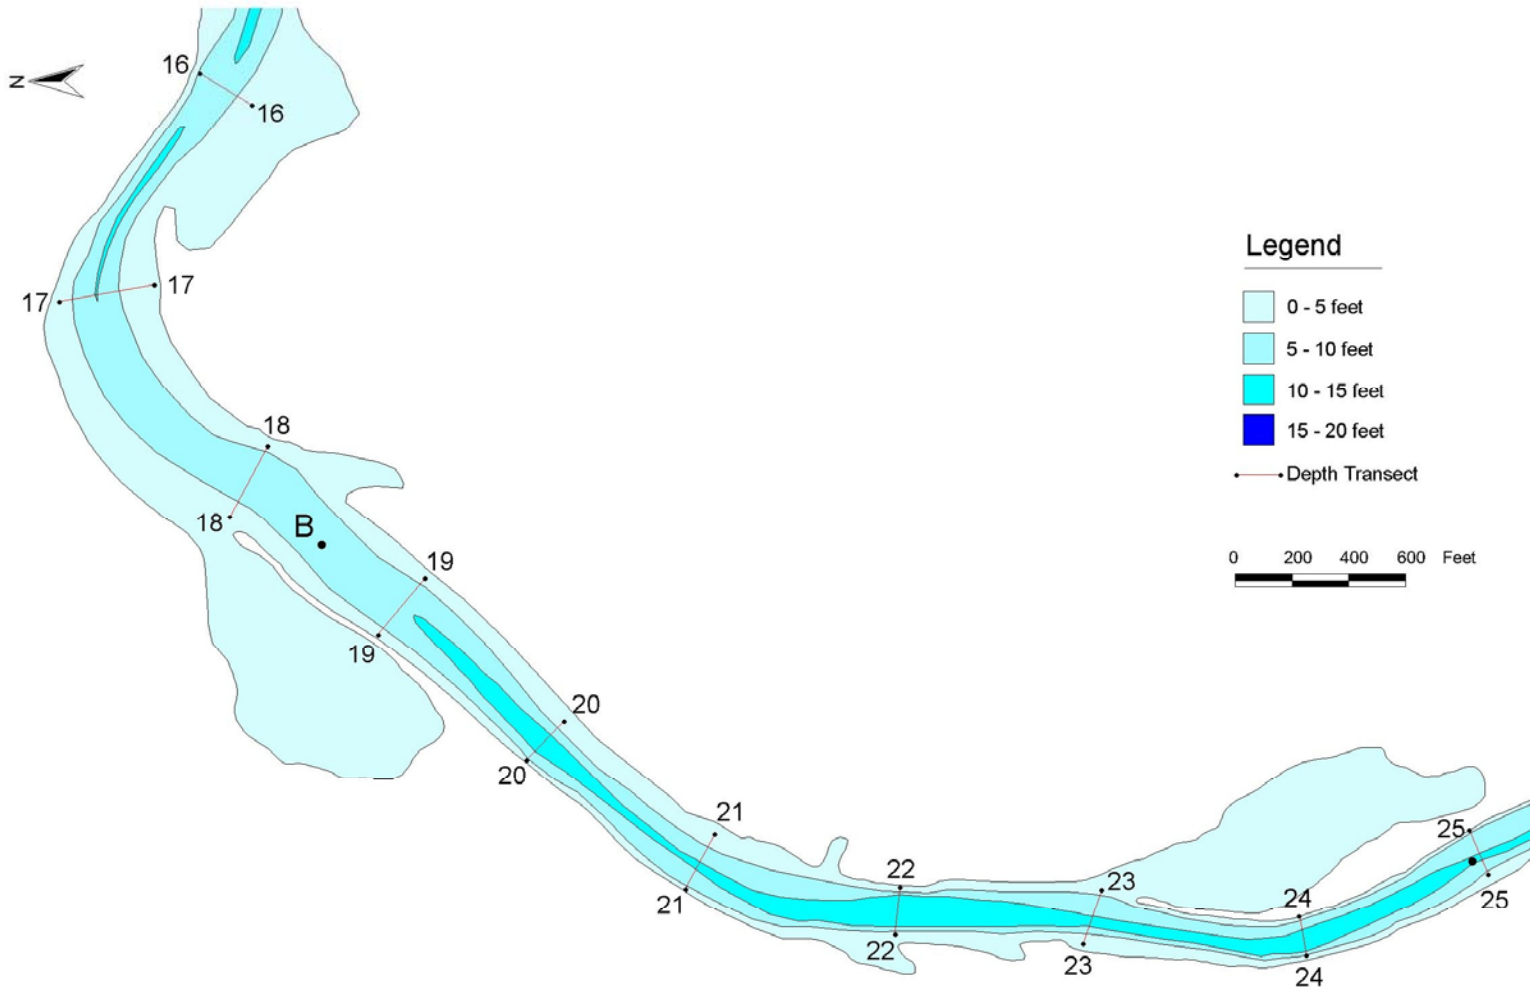 16
16
N
17
17
18
18
B
19
19
20
20
21
21
22
22
23
23
24
24
25
25
Legend
0 - 5 feet
5 - 10 feet
10 - 15 feet
15 - 20 feet
Depth Transect
0 200 400 600 Feet